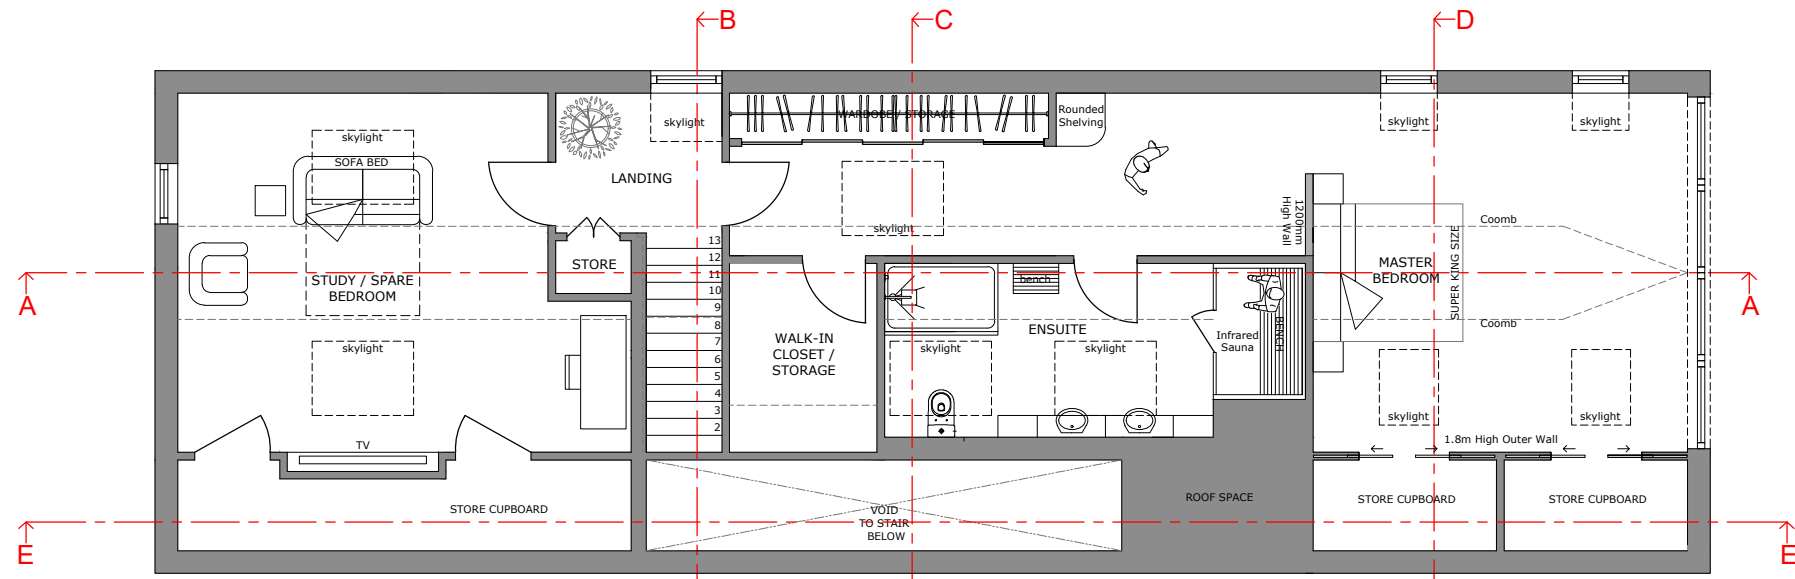 B
C
D
skylight
SOFA BED
LANDING
skylight
WARDOBE / STORAGE
Rounded
Shelving
skylight
skylight
skylight
1200mm
High Wall
Coomb
SUPER KING SIZE
MASTER
BEDROOM
Coomb
A
A
STUDY / SPARE
BEDROOM
STORE
13
12
11
10
9
8
7
6
5
4
3
2
bench
ENSUITE
Infrared
Sauna
BENCH
WALK-IN
CLOSET /
STORAGE
skylight
skylight
skylight
skylight
skylight
TV
1.8m High Outer Wall
STORE CUPBOARD
VOID
TO STAIR
BELOW
ROOF SPACE
STORE CUPBOARD
STORE CUPBOARD
E
E